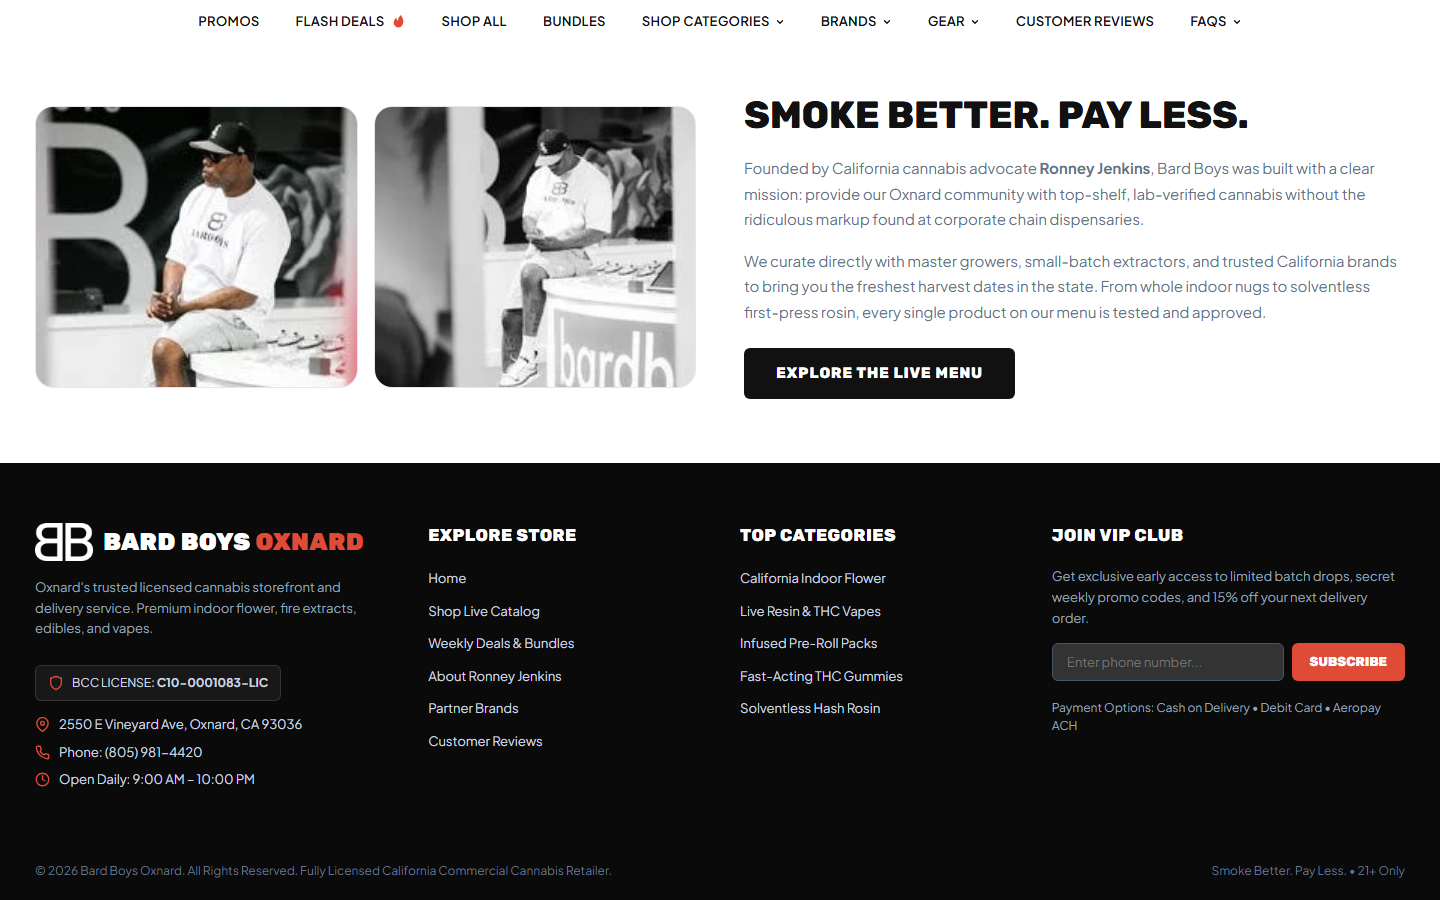 PROMOS
FLASH DEALS
SHOP ALL
BUNDLES
SHOP CATEGORIES
BRANDS
GEAR
CUSTOMER REVIEWS
FAQS
SMOKE BETTER. PAY LESS.
Founded by California cannabis advocate Ronney Jenkins, Bard Boys was built with a clear
mission: provide our Oxnard community with top-shelf, lab-verified cannabis without the
ridiculous markup found at corporate chain dispensaries.
We curate directly with master growers, small-batch extractors, and trusted California brands
to bring you the freshest harvest dates in the state. From whole indoor nugs to solventless
first-press rosin, every single product on our menu is tested and approved.
EXPLORE THE LIVE MENU
bardb
BB BARD BOYS OXNARD
Oxnard's trusted licensed cannabis storefront and
delivery service. Premium indoor flower, fire extracts,
edibles, and vapes.
BCC LICENSE: C10-0001083-LIC
2550 E Vineyard Ave, Oxnard, CA 93036
Phone: (805) 981-4420
Open Daily: 9:00 AM – 10:00 PM
EXPLORE STORE
Home
Shop Live Catalog
Weekly Deals & Bundles
About Ronney Jenkins
Partner Brands
Customer Reviews
TOP CATEGORIES
California Indoor Flower
Live Resin & THC Vapes
Infused Pre-Roll Packs
Fast-Acting THC Gummies
Solventless Hash Rosin
JOIN VIP CLUB
Get exclusive early access to limited batch drops, secret
weekly promo codes, and 15% off your next delivery
order.
Enter phone number...
SUBSCRIBE
Payment Options: Cash on Delivery • Debit Card • Aeropay
ACH
© 2026 Bard Boys Oxnard. All Rights Reserved. Fully Licensed California Commercial Cannabis Retailer.
Smoke Better. Pay Less. • 21+ Only